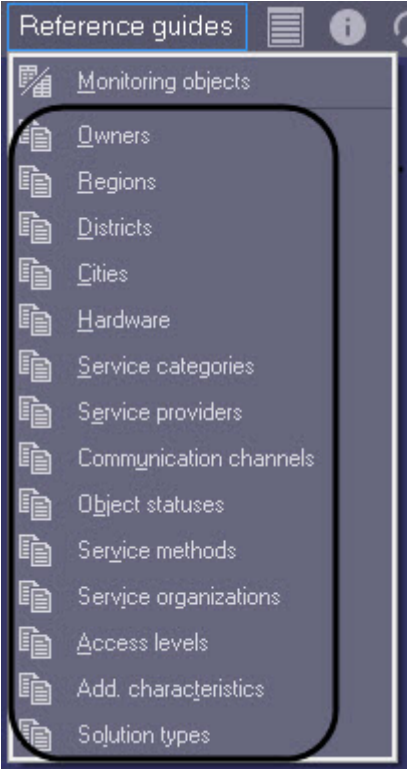 Reference guides
Monitoring objects
Owners
Regions
Districts
Cities
Hardware
Service categories
Service providers
Communication channels
Object statuses
Service methods
Service organizations
Access levels
Add. characteristics
Solution types